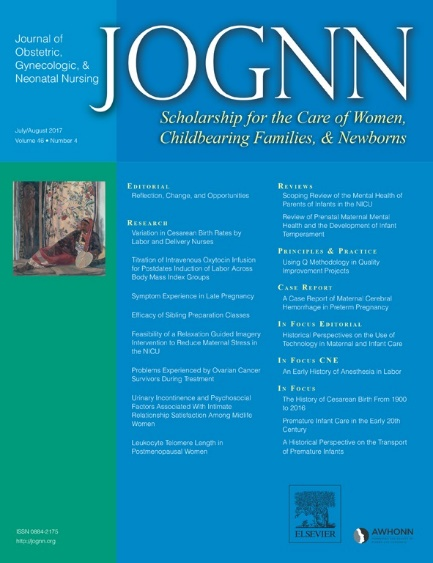 Journal of
Obstetric,
Gynecologic, &
Neonatal Nursing
JOGNN
Scholarship for the Care of Women,
Childbearing Families, & Newborns
July/August 2017
Volume 46 • Number 4
EDITORIAL
Reflection, Change, and Opportunities
RESEARCH
Variation in Cesarean Birth Rates by
Labor and Delivery Nurses
Titration of Intravenous Oxytocin Infusion
for Postdates Induction of Labor Across
Body Mass Index Groups
Symptom Experience in Late Pregnancy
Efficacy of Sibling Preparation Classes
Feasibility of a Relaxation Guided Imagery
Intervention to Reduce Maternal Stress in
the NICU
Problems Experienced by Ovarian Cancer
Survivors During Treatment
Urinary Incontinence and Psychosocial
Factors Associated With Intimate
Relationship Satisfaction Among Midlife
Women
Leukocyte Telomere Length in
Postmenopausal Women
REVIEWS
Scoping Review of the Mental Health of
Parents of Infants in the NICU
Review of Prenatal Maternal Mental
Health and the Development of Infant
Temperament
PRINCIPLES & PRACTICE
Using Q Methodology in Quality
Improvement Projects
CASE REPORT
A Case Report of Maternal Cerebral
Hemorrhage in Preterm Pregnancy
IN FOCUS EDITORIAL
Historical Perspectives on the Use of
Technology in Maternal and Infant Care
IN FOCUS CNE
An Early History of Anesthesia in Labor
IN FOCUS
The History of Cesarean Birth From 1900
to 2016
Premature Infant Care in the Early 20th
Century
A Historical Perspective on the Transport
of Premature Infants
ISSN 0884-2175
http://jognn.org
ELSEVIER
AWHONN